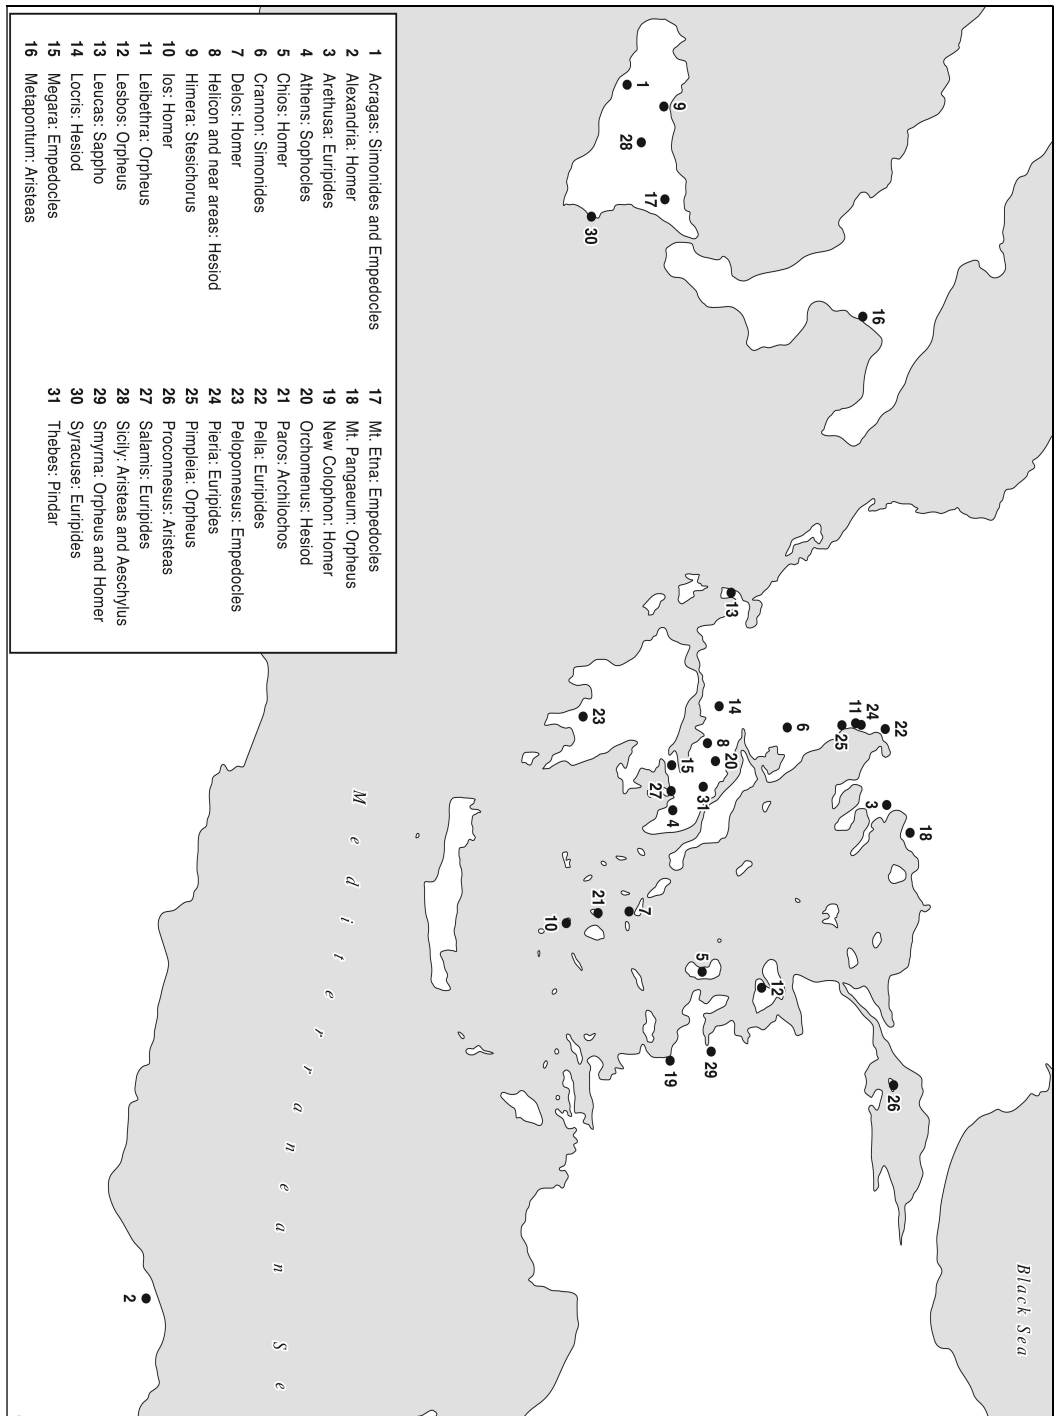 1 Acragas: Simonides and Empedocles
2 Alexandria: Homer
3 Arethusa: Euripides
4 Athens: Sophocles
5 Chios: Homer
6 Crannon: Simonides
7 Delos: Homer
8 Helicon and near areas: Hesiod
9 Himera: Stesichorus
10 Ios: Homer
11 Leibethra: Orpheus
12 Lesbos: Orpheus
13 Leucas: Sappho
14 Locris: Hesiod
15 Megara: Empedocles
16 Metapontum: Aristeas
17 Mt. Etna: Empedocles
18 Mt. Pangaeum: Orpheus
19 New Colophon: Homer
20 Orchomenus: Hesiod
21 Paros: Archilochos
22 Pella: Euripides
23 Peloponnesus: Empedocles
24 Pieria: Euripides
25 Pimpleia: Orpheus
26 Proconnesus: Aristeas
27 Salamis: Euripides
28 Sicily: Aristeas and Aeschylus
29 Smyrna: Orpheus and Homer
30 Syracuse: Euripides
31 Thebes: Pindar
Black Sea
Mediterranean Se
1
9
28
17
30
16
13
14
6
11
24
25
22
3
18
8
20
15
27
31
4
23
21
7
10
5
12
29
19
26
2